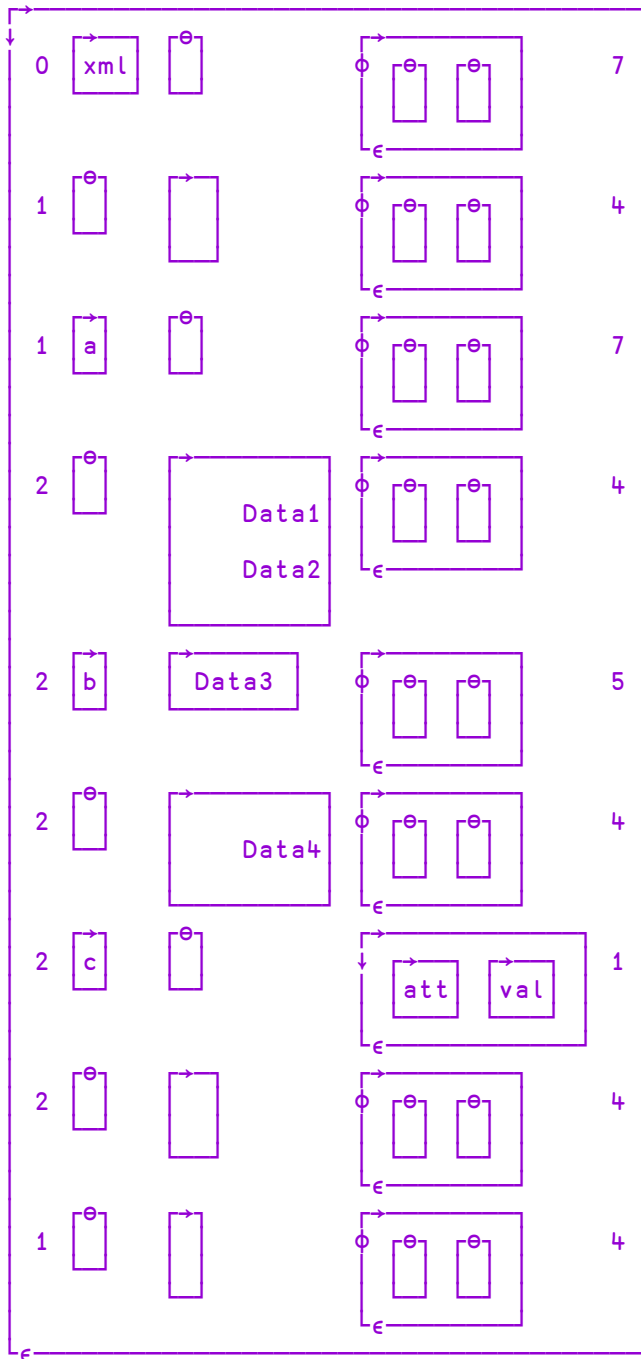 0 xml 7
1 4
1 a 7
2 4
Data1
Data2
2 b Data3 5
2 4
Data4
2 c 1
att val
2 4
1 4